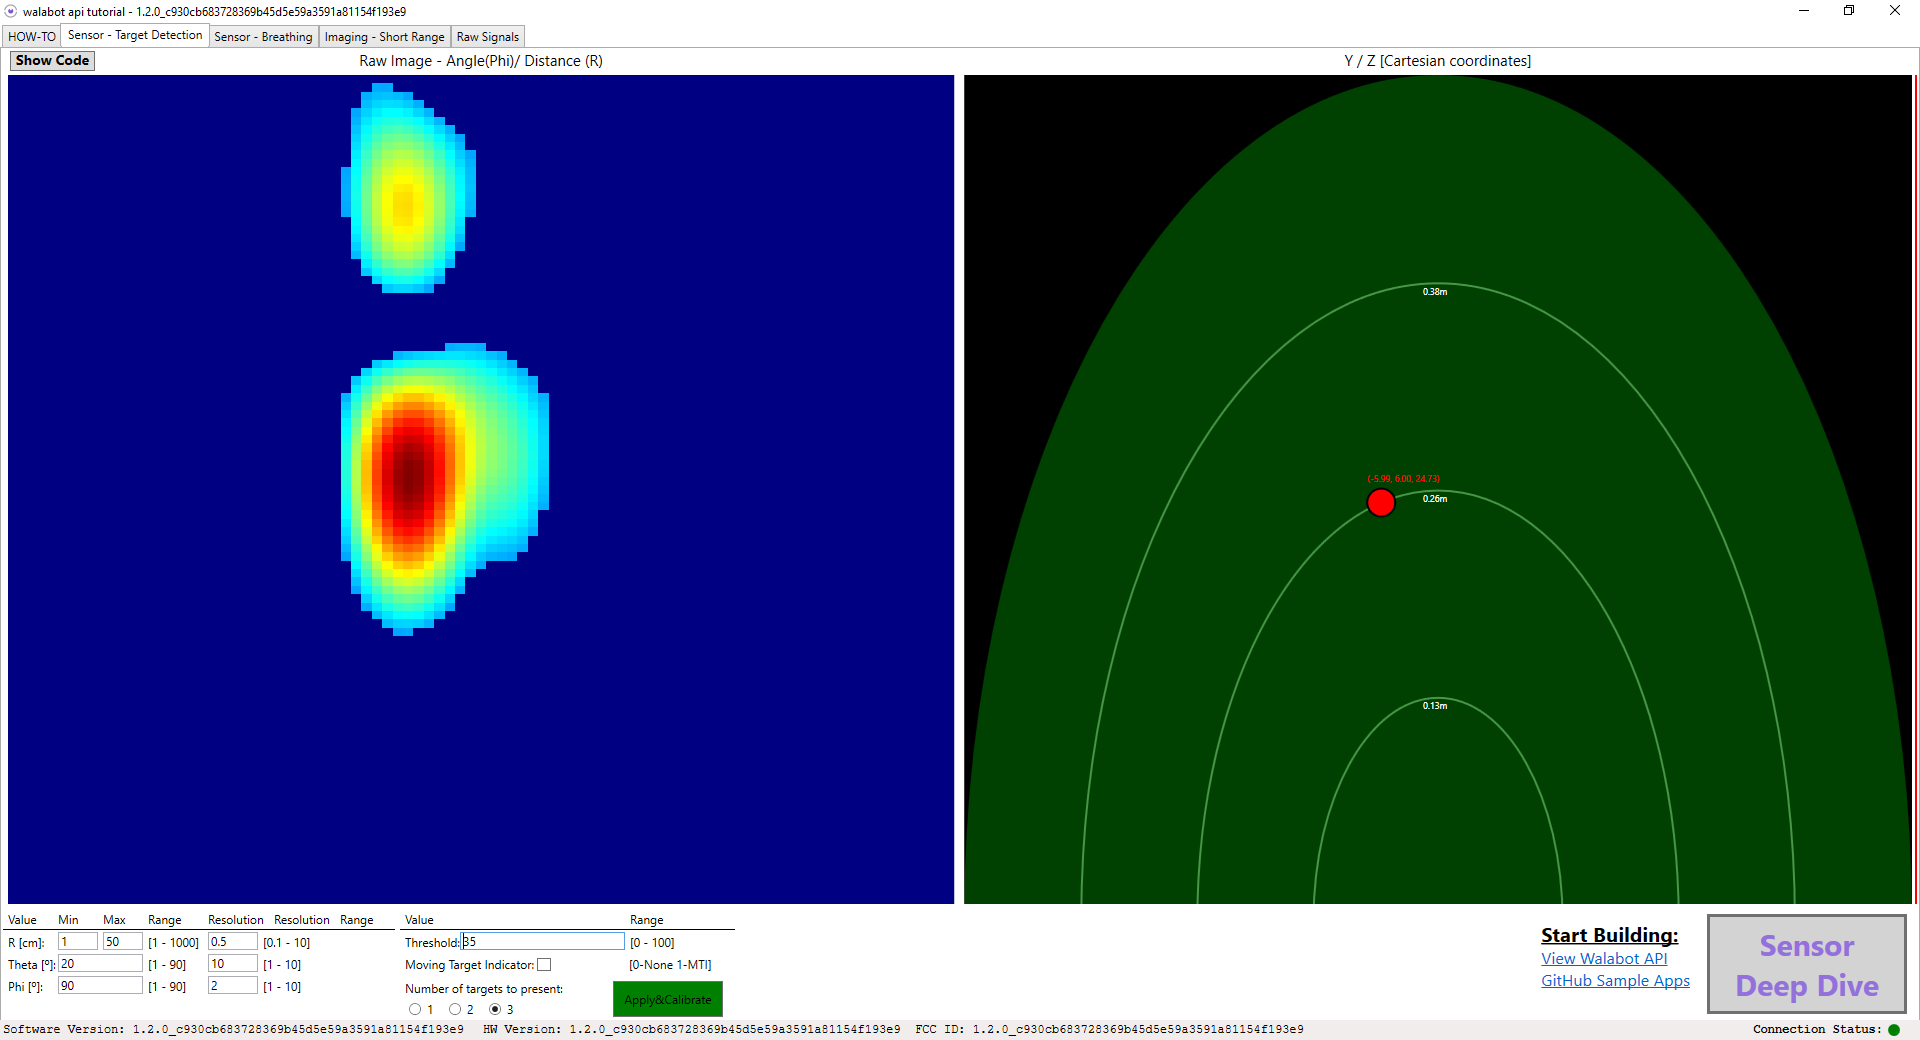 walabot api tutorial - 1.2.0_c930cb683728369b45d5e59a3591a81154f193e9
HOW-TO Sensor - Target Detection Sensor - Breathing Imaging - Short Range Raw Signals
Show Code Raw Image - Angle(Phi)/ Distance (R) Y / Z [Cartesian coordinates]
0.38m
(-5.99, 6.00, 24.73)
0.26m
0.13m
Value Min Max Range Resolution Resolution Range Value Range
R [cm]: 1 50 [1 - 1000] 0.5 [0.1 - 10] Threshold: 35 [0 - 100]
Theta [º]: 20 [1 - 90] 10 [1 - 10] Moving Target Indicator: [0-None 1-MTI]
Phi [º]: 90 [1 - 90] 2 [1 - 10] Number of targets to present:
1 2 3 Apply&Calibrate
Start Building:
View Walabot API
GitHub Sample Apps
Sensor
Deep Dive
Software Version: 1.2.0_c930cb683728369b45d5e59a3591a81154f193e9 HW Version: 1.2.0_c930cb683728369b45d5e59a3591a81154f193e9 FCC ID: 1.2.0_c930cb683728369b45d5e59a3591a81154f193e9 Connection Status: